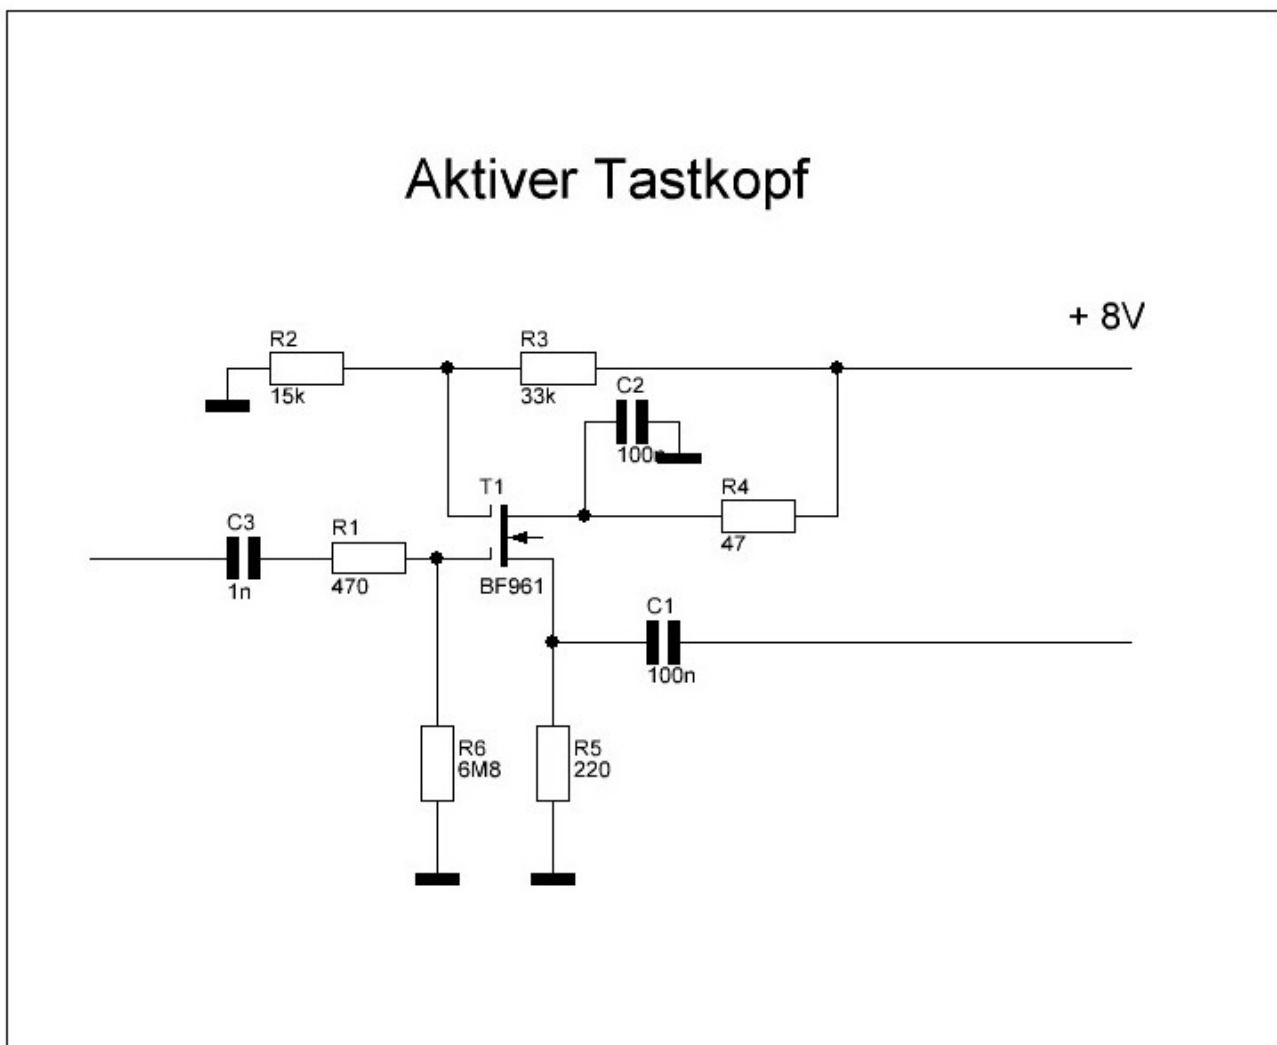 Aktiver Tastkopf
+ 8V
R2
15k
R3
33k
C2
100n
R4
47
T1
BF961
C3
1n
R1
470
C1
100n
R6
6M8
R5
220